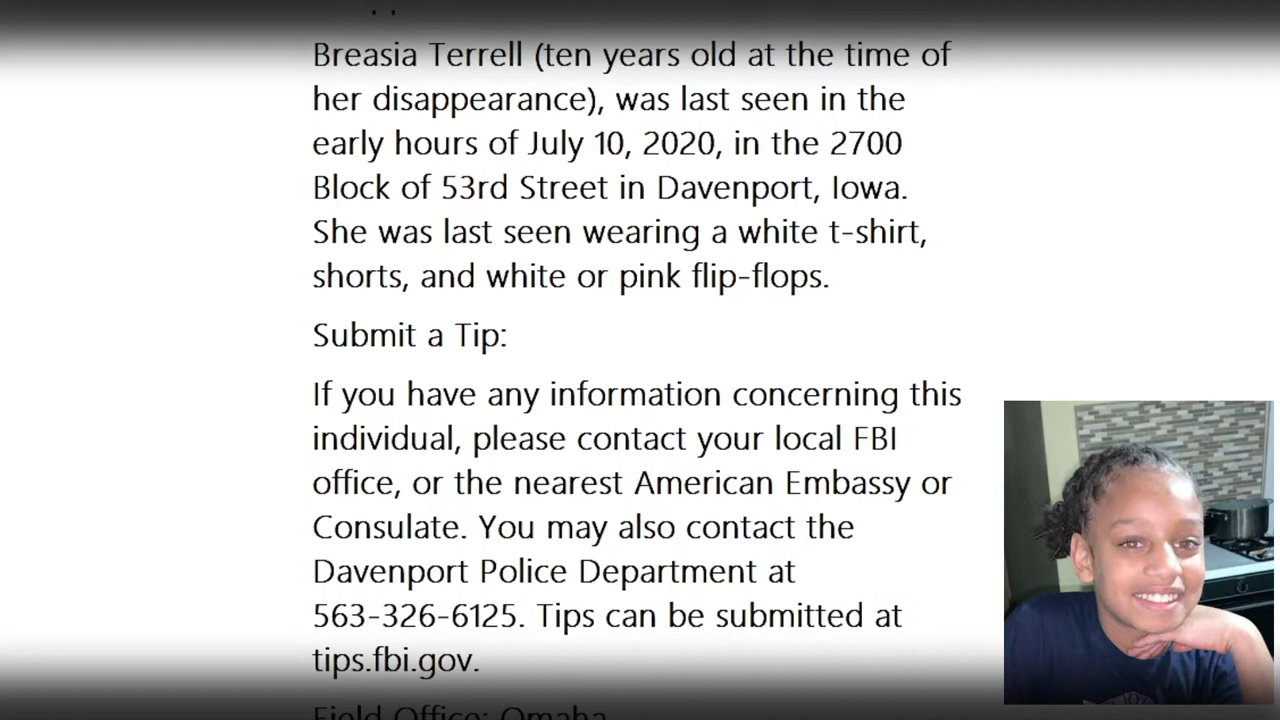 Breasia Terrell (ten years old at the time of
her disappearance), was last seen in the
early hours of July 10, 2020, in the 2700
Block of 53rd Street in Davenport, Iowa.
She was last seen wearing a white t-shirt,
shorts, and white or pink flip-flops.
Submit a Tip:
If you have any information concerning this
individual, please contact your local FBI
office, or the nearest American Embassy or
Consulate. You may also contact the
Davenport Police Department at
563-326-6125. Tips can be submitted at
tips.fbi.gov.
Field Office: Omaha